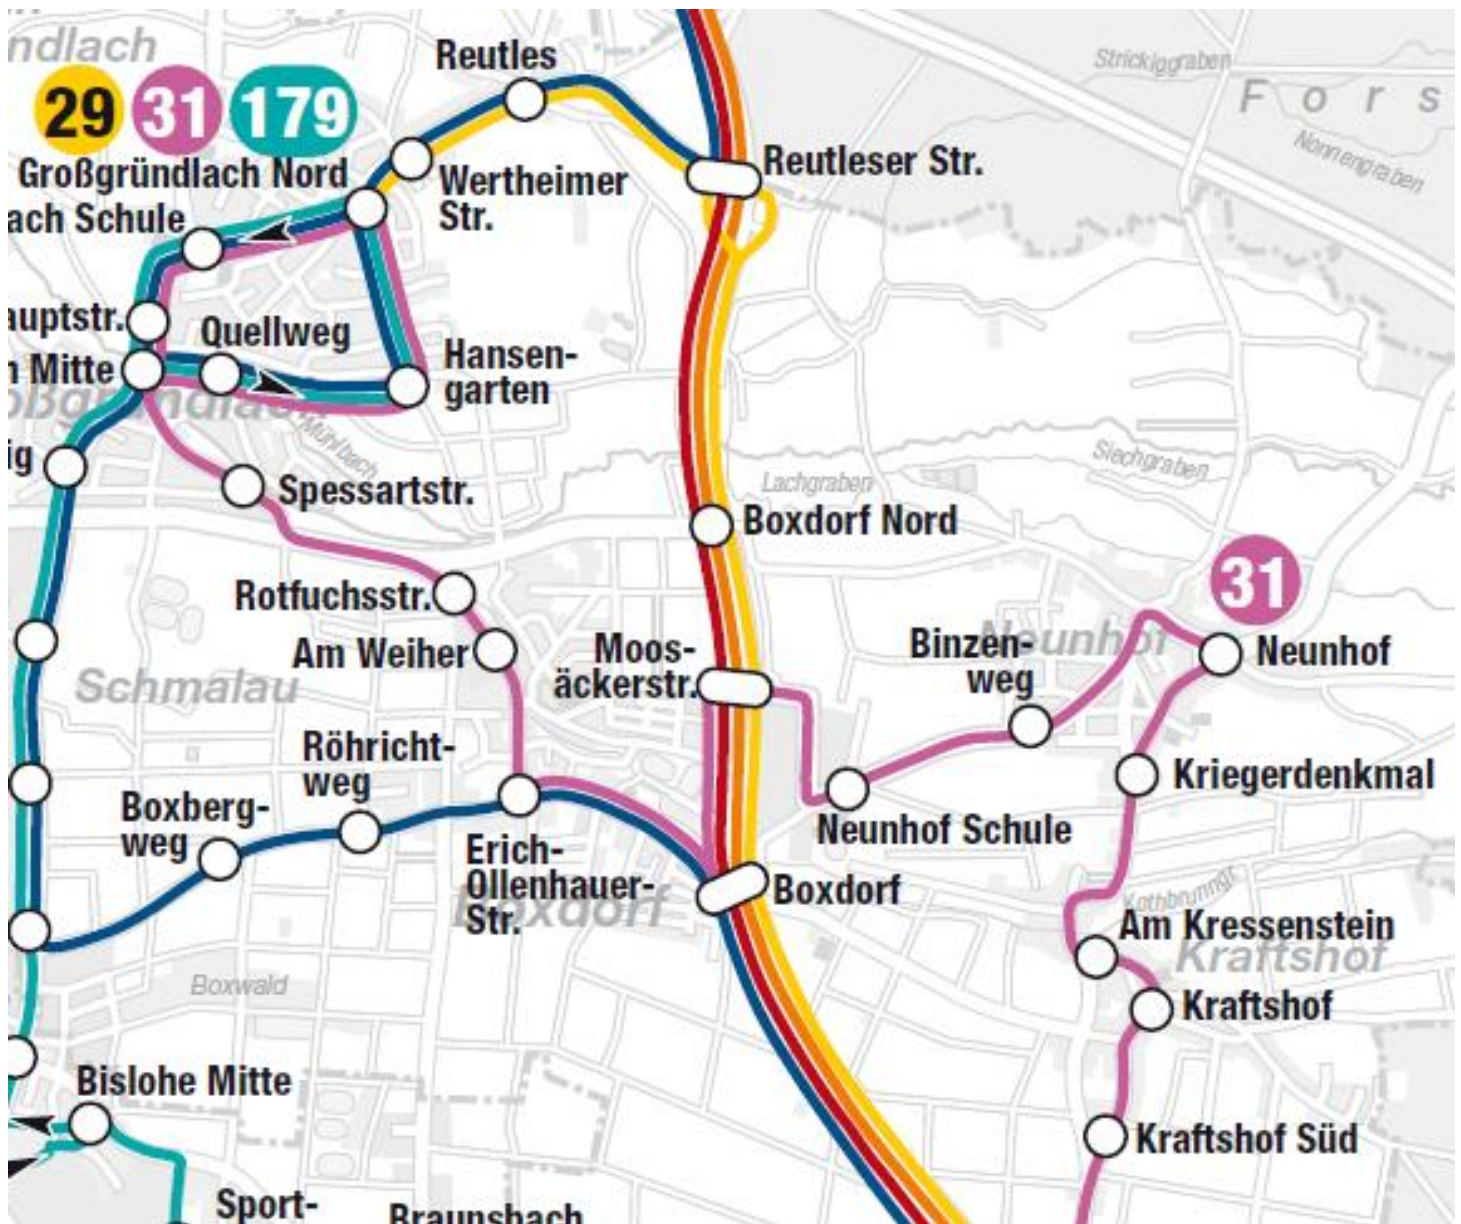 ndlach
Reutles
Strickiggraben
Fors
29 31 179
Nonnengraben
Reutleser Str.
Großgründlach Nord
Wertheimer
Str.
ach Schule
auptstr.
Quellweg
Hansen-
garten
n Mitte
oßgründlach
Mühlbach
ig
Spessartstr.
Siechgraben
Lachgraben
Boxdorf Nord
31
Rotfuchsstr.
Am Weiher
Moos-
äckerstr.
Binzen-
weg
Neunhof
Neunhof
Schmalau
Röhricht-
weg
Kriegerdenkmal
Boxberg-
weg
Neunhof Schule
Erich-
Ollenhauer-
Str.
Boxdorf
Boxdorf
Kothbrunngr.
Am Kressenstein
Kraftshof
Boxwald
Kraftshof
Bislohe Mitte
Kraftshof Süd
Sport-
Braunsbach